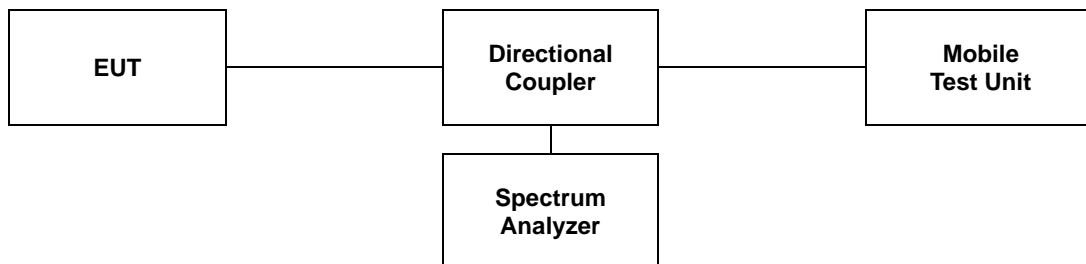 EUT
Directional
Coupler
Mobile
Test Unit
Spectrum
Analyzer